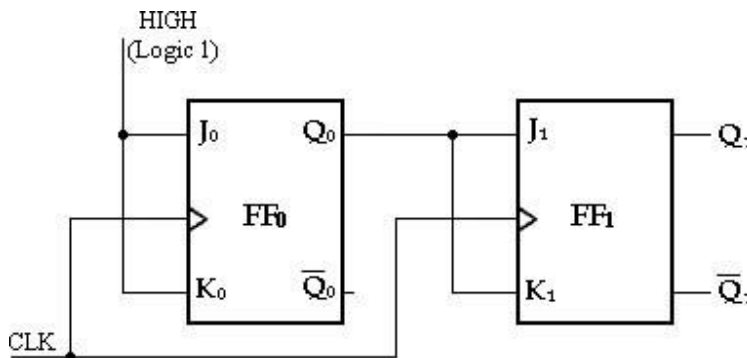 HIGH
(Logic 1)
J₀
Q₀
J₁
FF₀
FF₁
K₀
Q̅₀
K₁
CLK